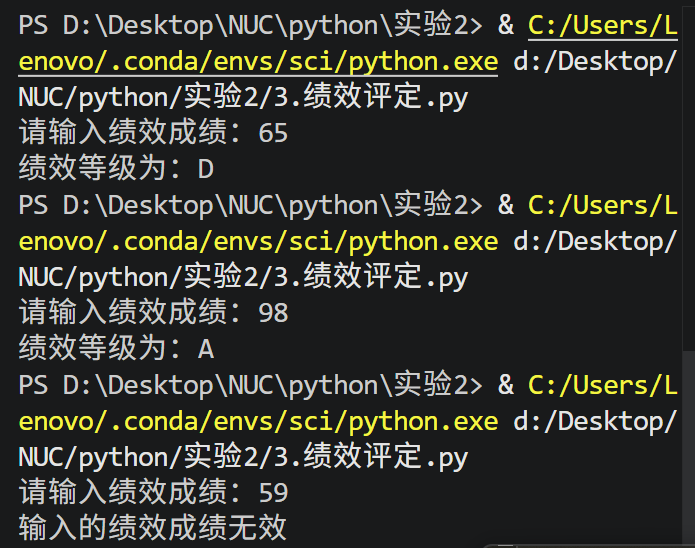 PS D:\Desktop\NUC\python\实验2> & C:/Users/L
enovo/.conda/envs/sci/python.exe d:/Desktop/
NUC/python/实验2/3.绩效评定.py
请输入绩效成绩：65
绩效等级为：D
PS D:\Desktop\NUC\python\实验2> & C:/Users/L
enovo/.conda/envs/sci/python.exe d:/Desktop/
NUC/python/实验2/3.绩效评定.py
请输入绩效成绩：98
绩效等级为：A
PS D:\Desktop\NUC\python\实验2> & C:/Users/L
enovo/.conda/envs/sci/python.exe d:/Desktop/
NUC/python/实验2/3.绩效评定.py
请输入绩效成绩：59
输入的绩效成绩无效